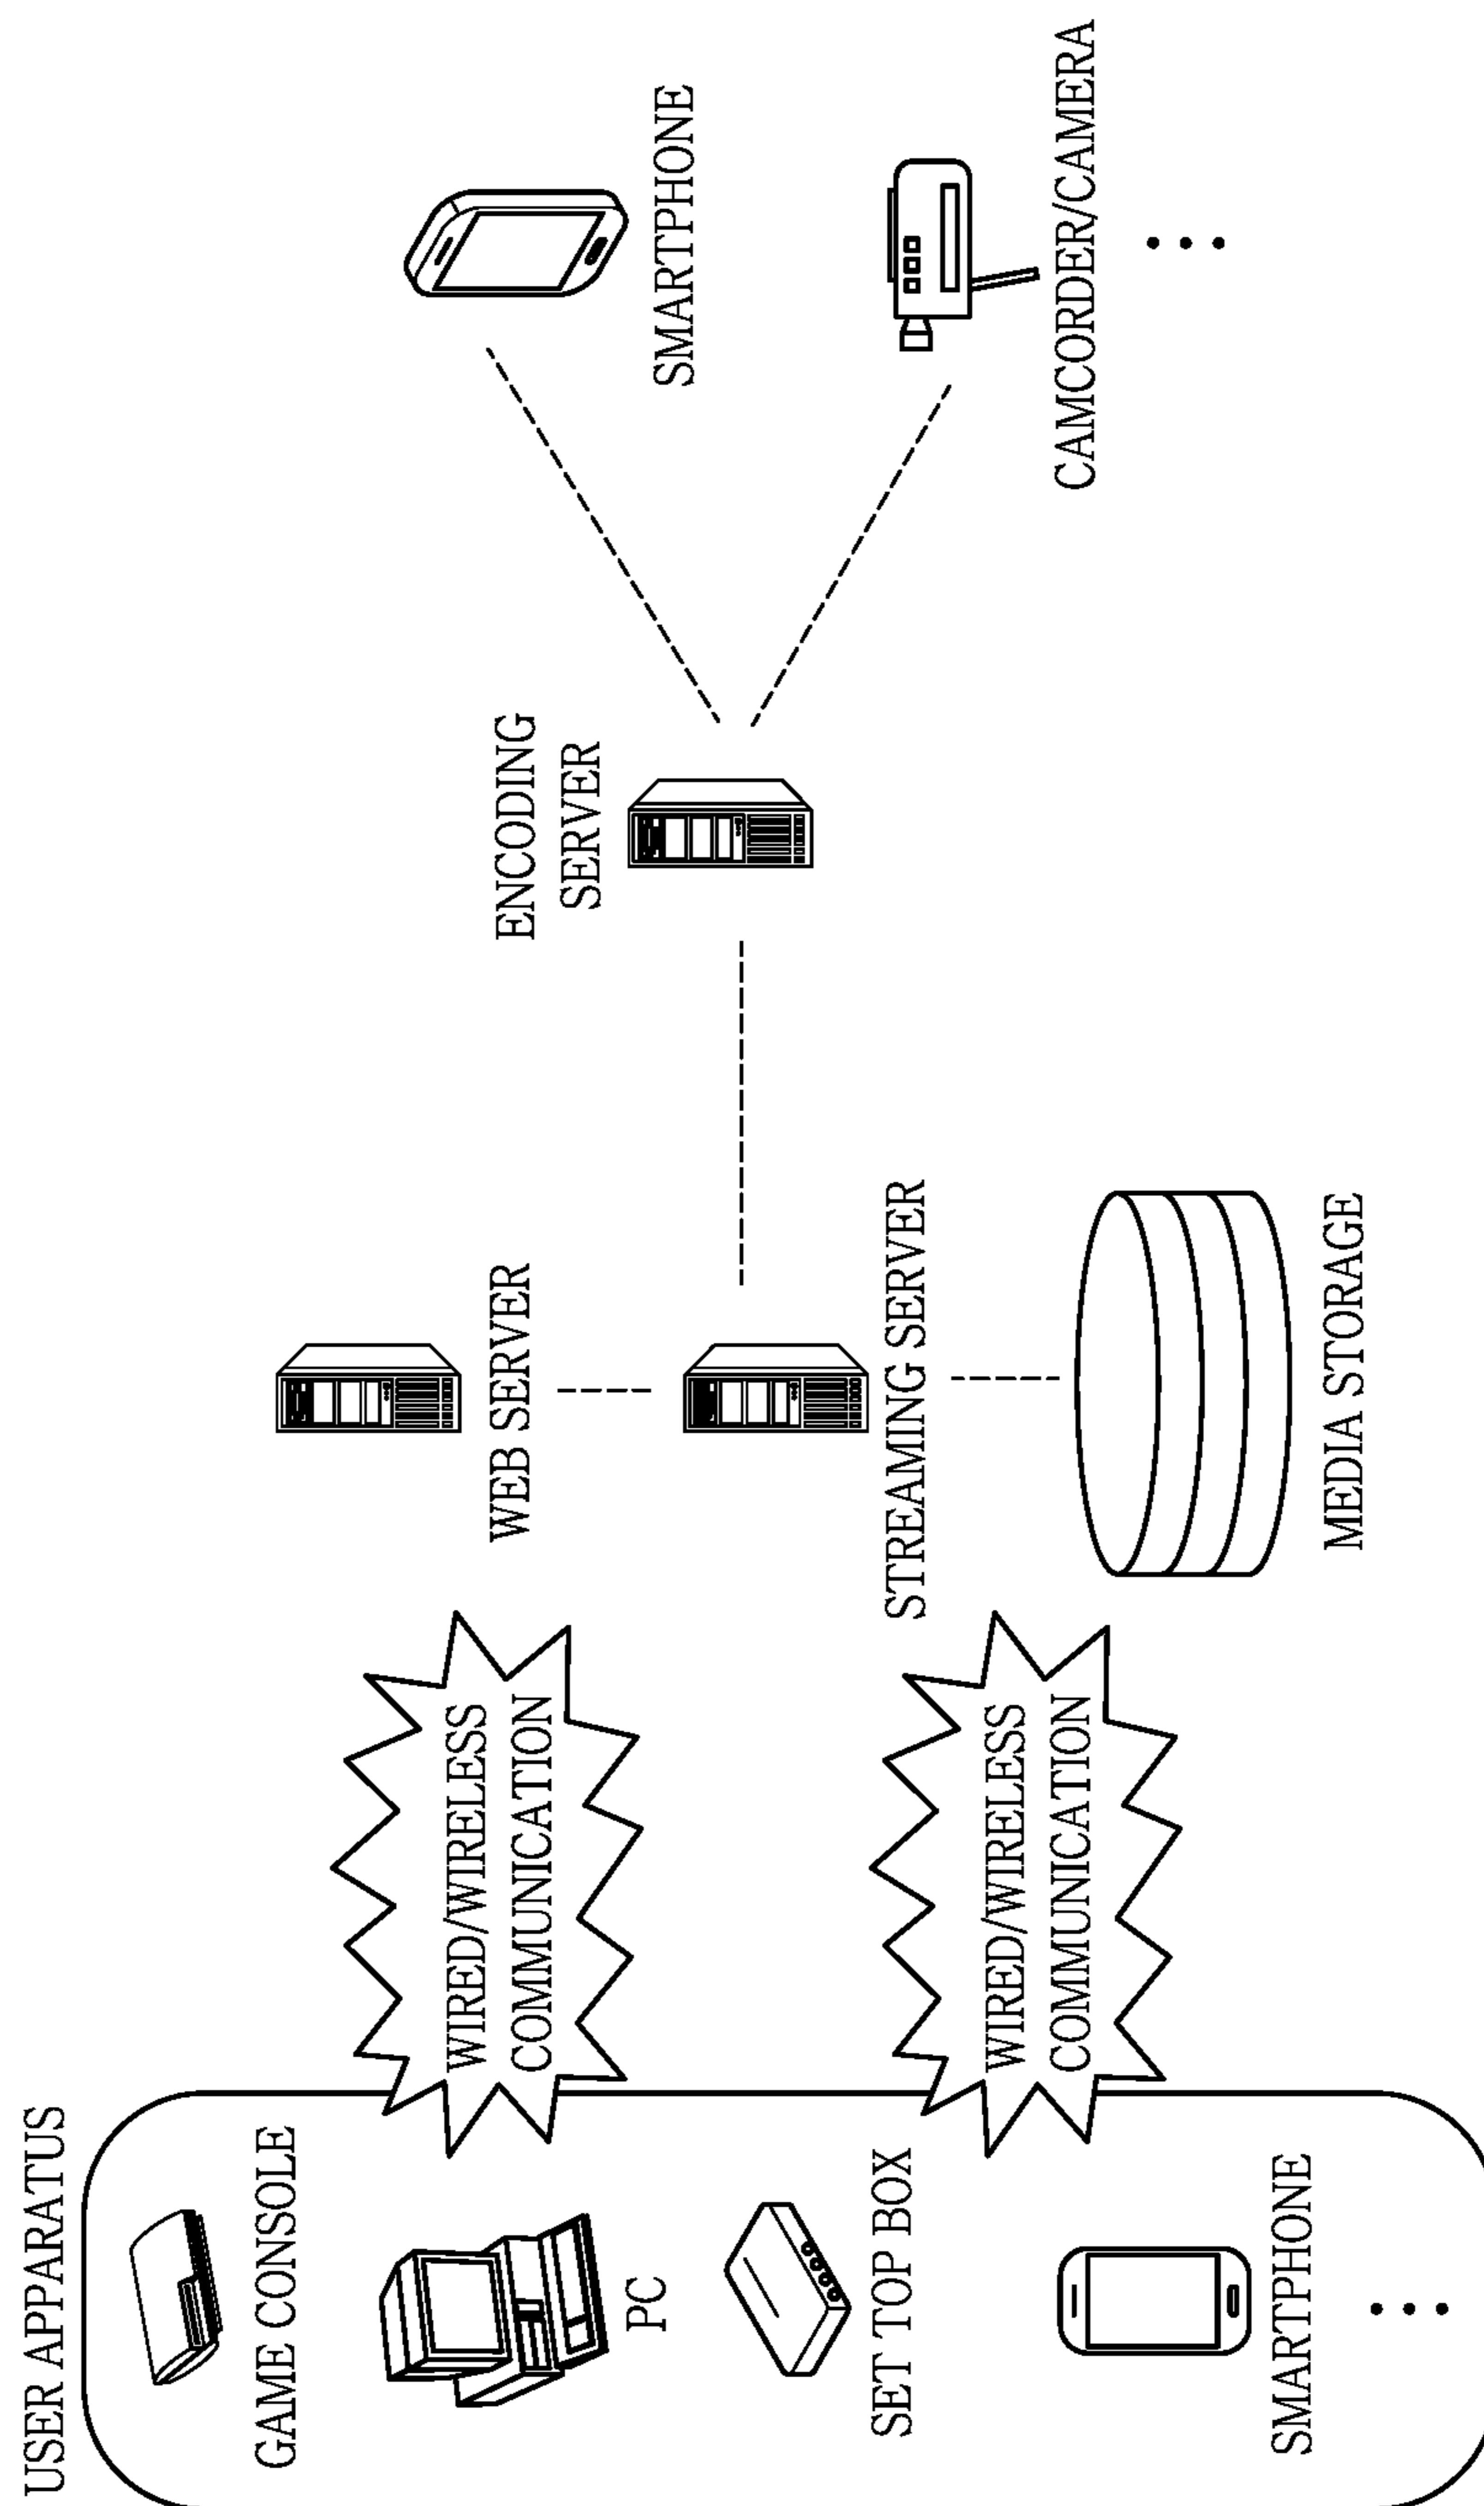 USER APPARATUS
GAME CONSOLE
PC
SET TOP BOX
SMARTPHONE
WIRED/WIRELESS
COMMUNICATION
WIRED/WIRELESS
COMMUNICATION
WEB SERVER
STREAMING SERVER
MEDIA STORAGE
ENCODING
SERVER
SMARTPHONE
CAMCORDER/CAMERA